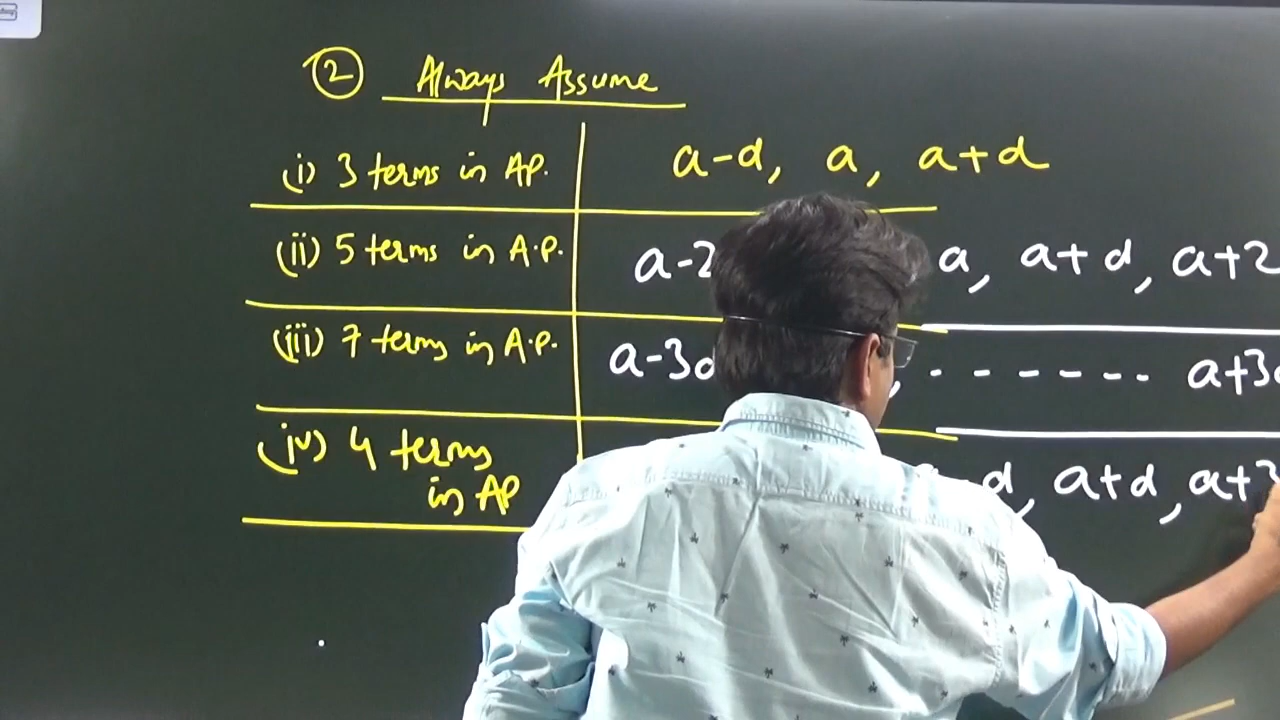 ② Always Assume
(i) 3 terms in AP. a-d, a, a+d
(ii) 5 terms in A.P. a-2 a, a+d, a+2
(iii) 7 terms in A.P. a-3d , ------- a+3d
(iv) 4 terms d, a+d, a+3
in AP